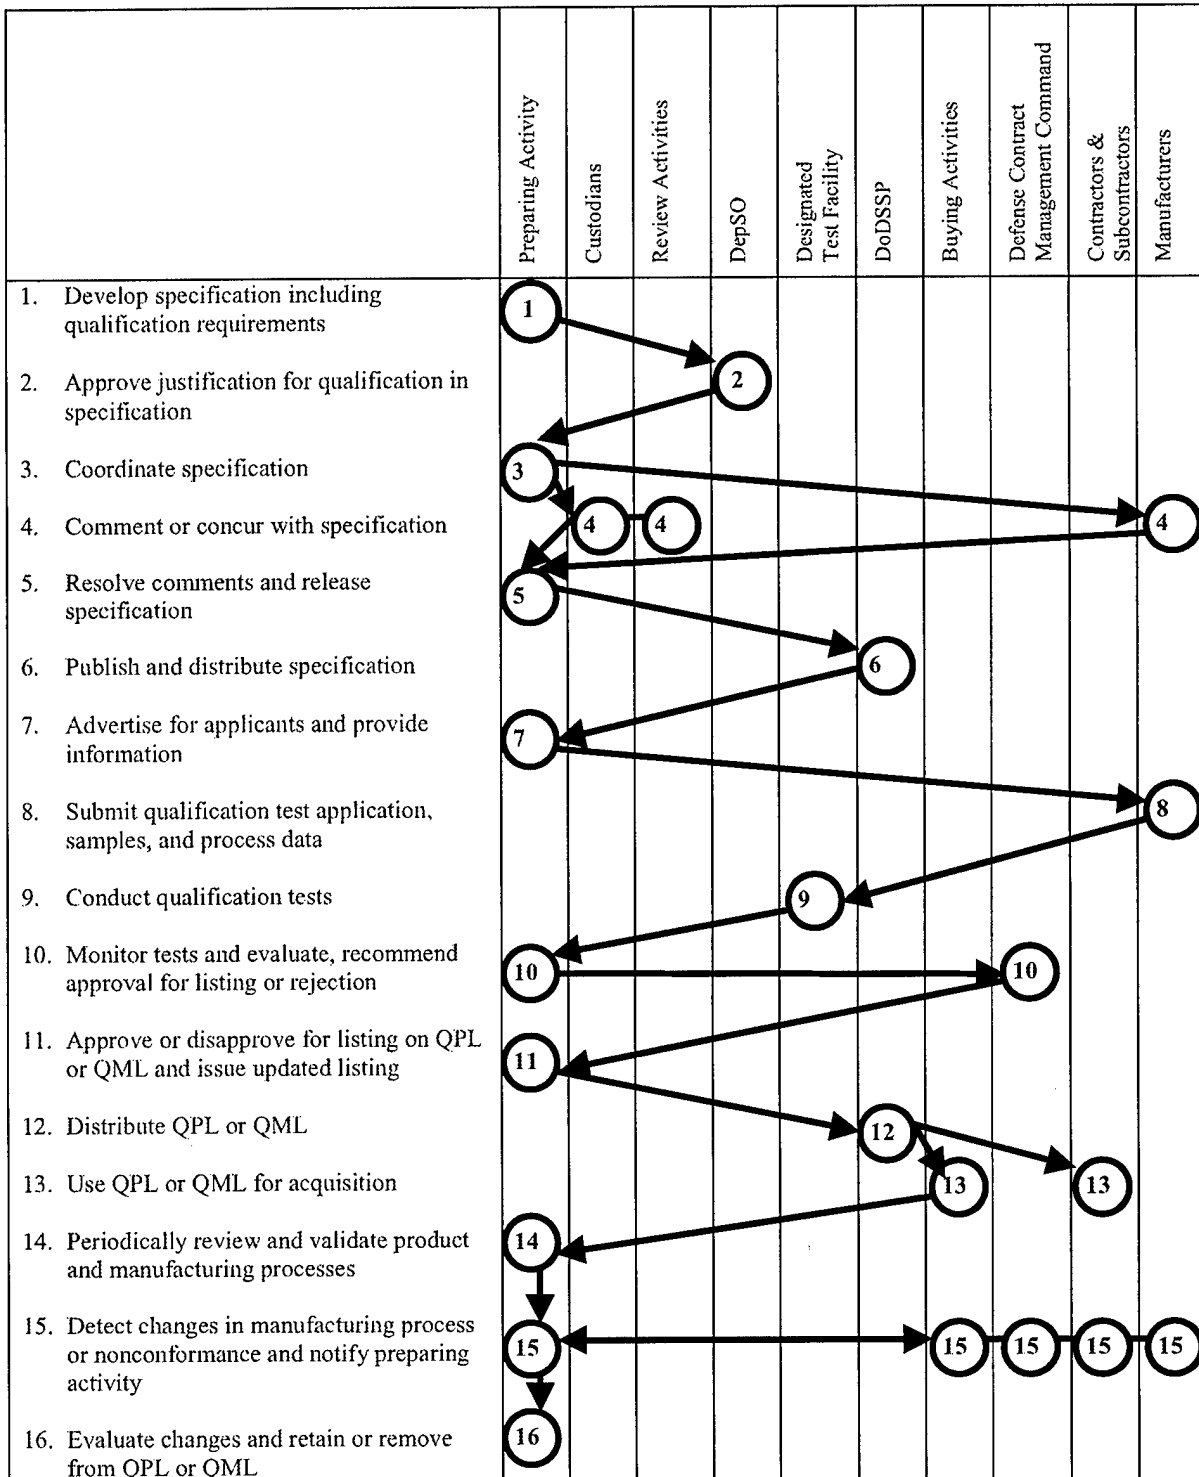 Preparing Activity
Custodians
Review Activities
DepSO
Designated
Test Facility
DoDSSP
Buying Activities
Defense Contract
Management Command
Contractors &
Subcontractors
Manufacturers
1. Develop specification including
qualification requirements
1
2. Approve justification for qualification in
specification
2
3. Coordinate specification
3
4. Comment or concur with specification
4 4 4
5. Resolve comments and release
specification
5
6. Publish and distribute specification
6
7. Advertise for applicants and provide
information
7
8. Submit qualification test application,
samples, and process data
8
9. Conduct qualification tests
9
10. Monitor tests and evaluate, recommend
approval for listing or rejection
10 10
11. Approve or disapprove for listing on QPL
or QML and issue updated listing
11
12. Distribute QPL or QML
12
13. Use QPL or QML for acquisition
13 13
14. Periodically review and validate product
and manufacturing processes
14
15. Detect changes in manufacturing process
or nonconformance and notify preparing
activity
15 15 15 15 15
16. Evaluate changes and retain or remove
from QPL or QML
16